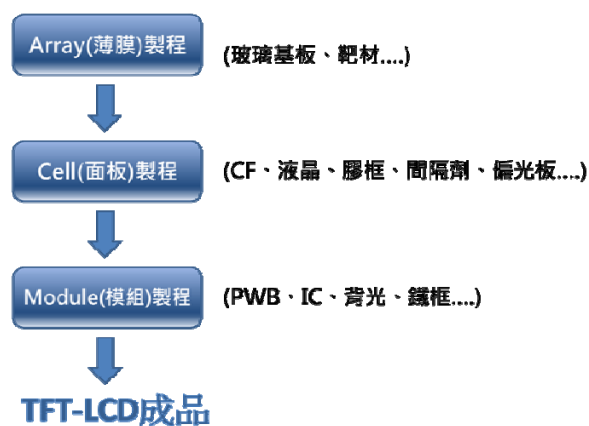 Array(薄膜)製程
(玻璃基板、靶材....)
Cell(面板)製程
(CF、液晶、膠框、間隔劑、偏光板....)
Module(模組)製程
(PWB、IC、背光、鐵框....)
TFT-LCD成品